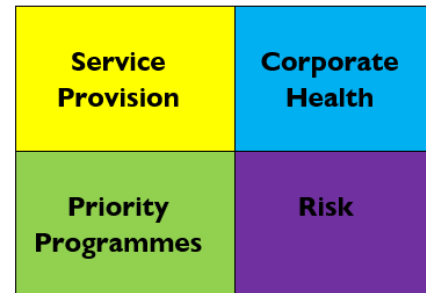 Service
Provision
Corporate
Health
Priority
Programmes
Risk